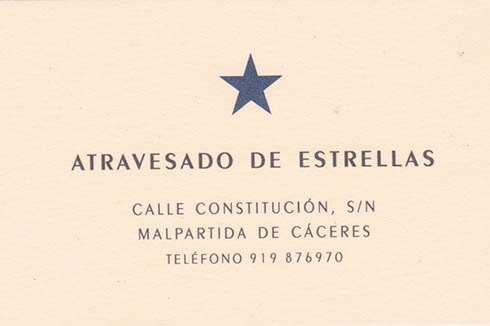 ATRAVESADO DE ESTRELLAS
CALLE CONSTITUCIÓN, S/N
MALPARTIDA DE CÁCERES
TELÉFONO 919 876970